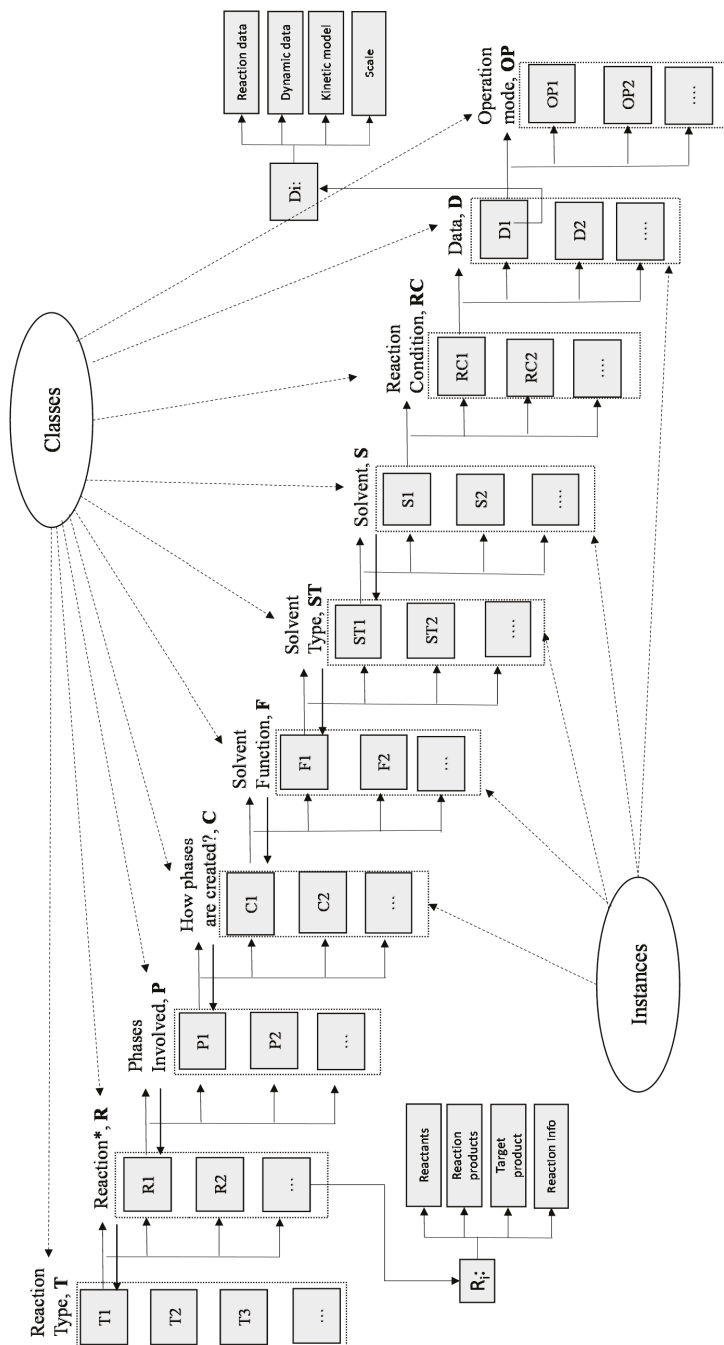 Classes
Reaction
Type, T
T1
T2
T3
...
Reaction*, R
R1
R2
...
Ri:
Reactants
Reaction
products
Target
product
Reaction Info
Phases
Involved, P
P1
P2
...
How phases
are created?, C
C1
C2
...
Solvent
Function, F
F1
F2
...
Solvent
Type, ST
ST1
ST2
....
Solvent, S
S1
S2
....
Reaction
Condition, RC
RC1
RC2
....
Data, D
D1
D2
....
Di:
Reaction data
Dynamic data
Kinetic model
Scale
Operation
mode, OP
OP1
OP2
....
Instances